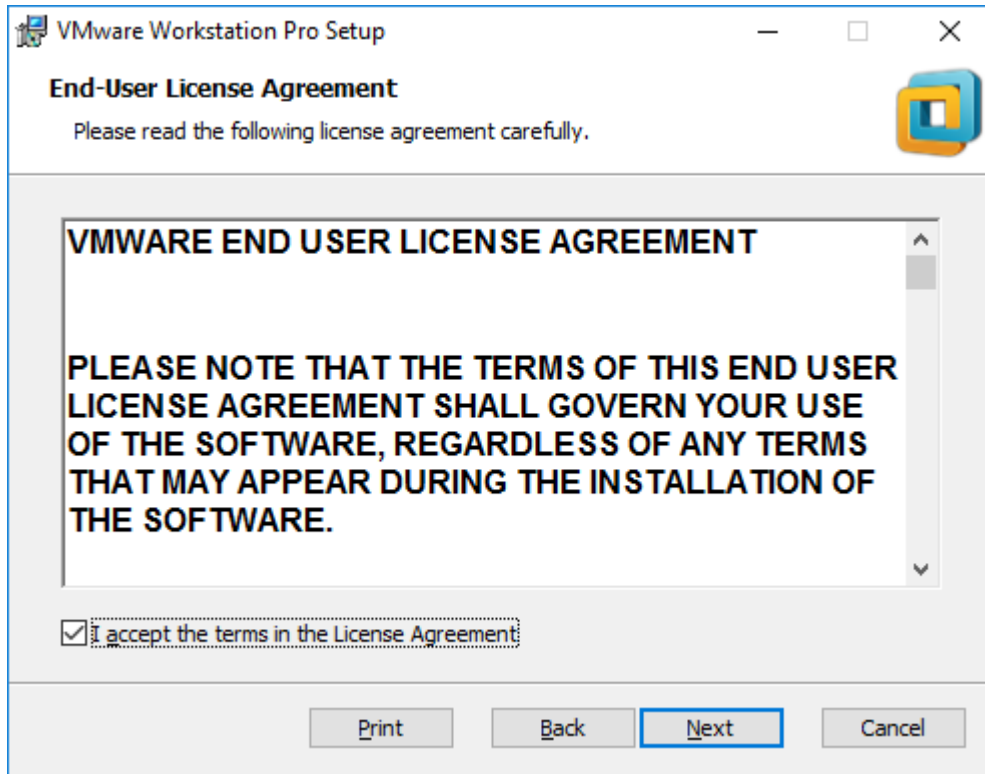 VMware Workstation Pro Setup
End-User License Agreement
Please read the following license agreement carefully.
VMWARE END USER LICENSE AGREEMENT
PLEASE NOTE THAT THE TERMS OF THIS END USER
LICENSE AGREEMENT SHALL GOVERN YOUR USE
OF THE SOFTWARE, REGARDLESS OF ANY TERMS
THAT MAY APPEAR DURING THE INSTALLATION OF
THE SOFTWARE.
I accept the terms in the License Agreement
Print Back Next Cancel